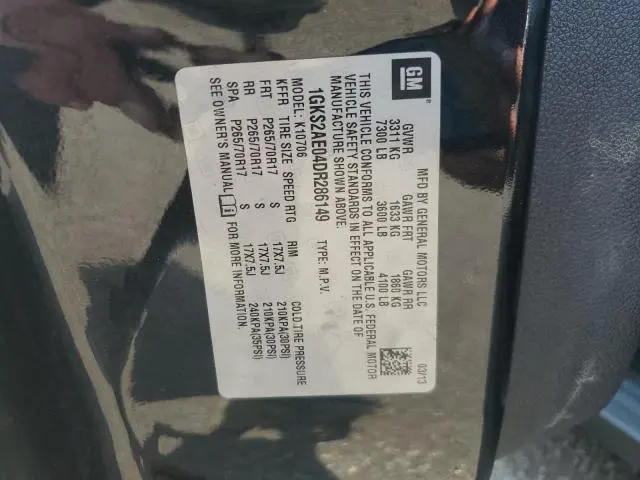 GM
®
MFD BY GENERAL MOTORS LLC 03/13
GVWR GAWR FRT GAWR RR
3311 KG 1633 KG 1860 KG
7300 LB 3600 LB 4100 LB
THIS VEHICLE CONFORMS TO ALL APPLICABLE U.S. FEDERAL MOTOR
VEHICLE SAFETY STANDARDS IN EFFECT ON THE DATE OF
MANUFACTURE SHOWN ABOVE.
1GKS2AE04DR286149 TYPE: M.P.V.
MODEL: K10706
KFFR TIRE SIZE SPEED RTG RIM COLD TIRE PRESSURE
FRT P265/70R17 S 17X7.5J 210KPA(30PSI)
RR P265/70R17 S 17X7.5J 210KPA(30PSI)
SPA P265/70R17 S 17X7.5J 240KPA(35PSI)
SEE OWNER'S MANUAL FOR MORE INFORMATION.